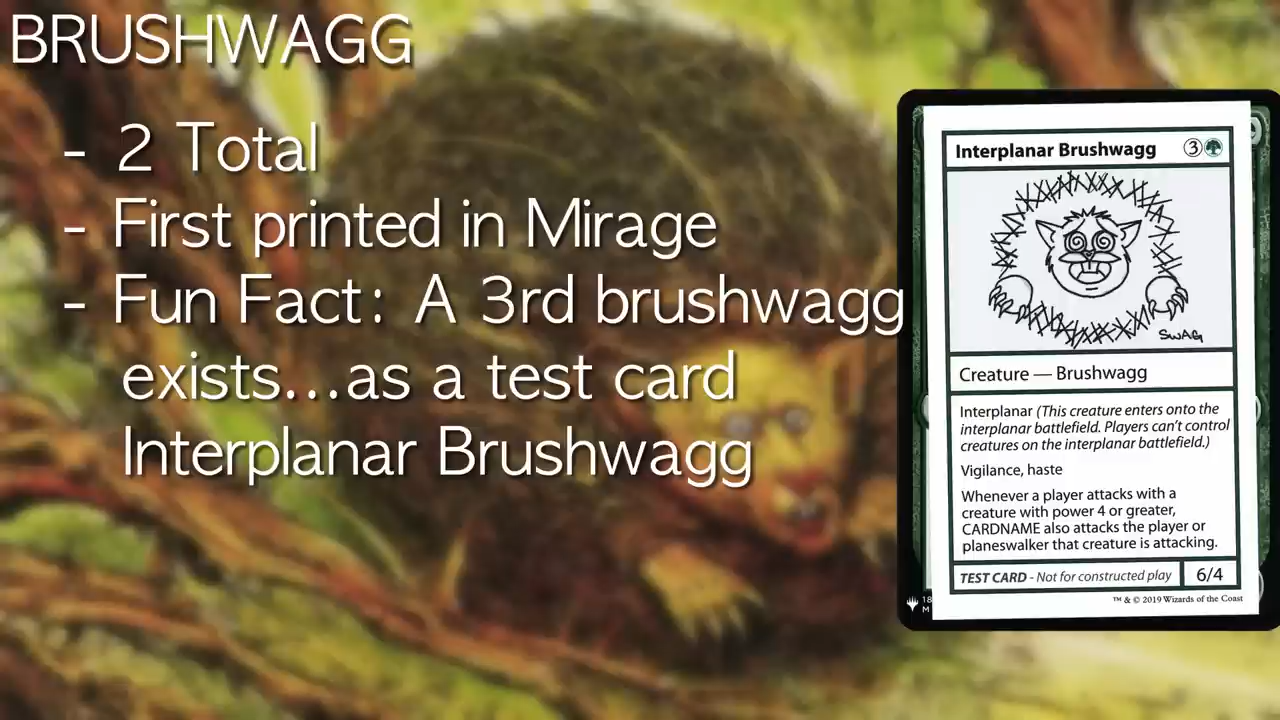 BRUSHWAGG
- 2 Total
- First printed in Mirage
- Fun Fact: A 3rd brushwagg
exists...as a test card
Interplanar Brushwagg
Interplanar Brushwagg 3
SWAG
Creature — Brushwagg
Interplanar (This creature enters onto the
interplanar battlefield. Players can't control
creatures on the interplanar battlefield.)
Vigilance, haste
Whenever a player attacks with a
creature with power 4 or greater,
CARDNAME also attacks the player or
planeswalker that creature is attacking.
TEST CARD - Not for constructed play 6/4
™ & © 2019 Wizards of the Coast